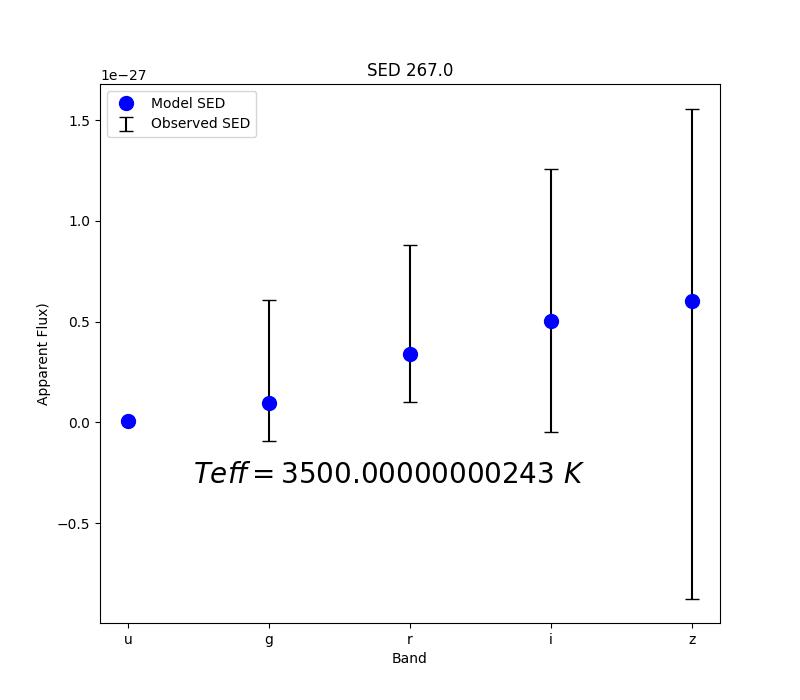 SED 267.0
1e−27
Model SED
Observed SED
1.5
1.0
0.5
0.0
−0.5
Apparent Flux)
Teff = 3500.00000000243 K
u g r i z
Band